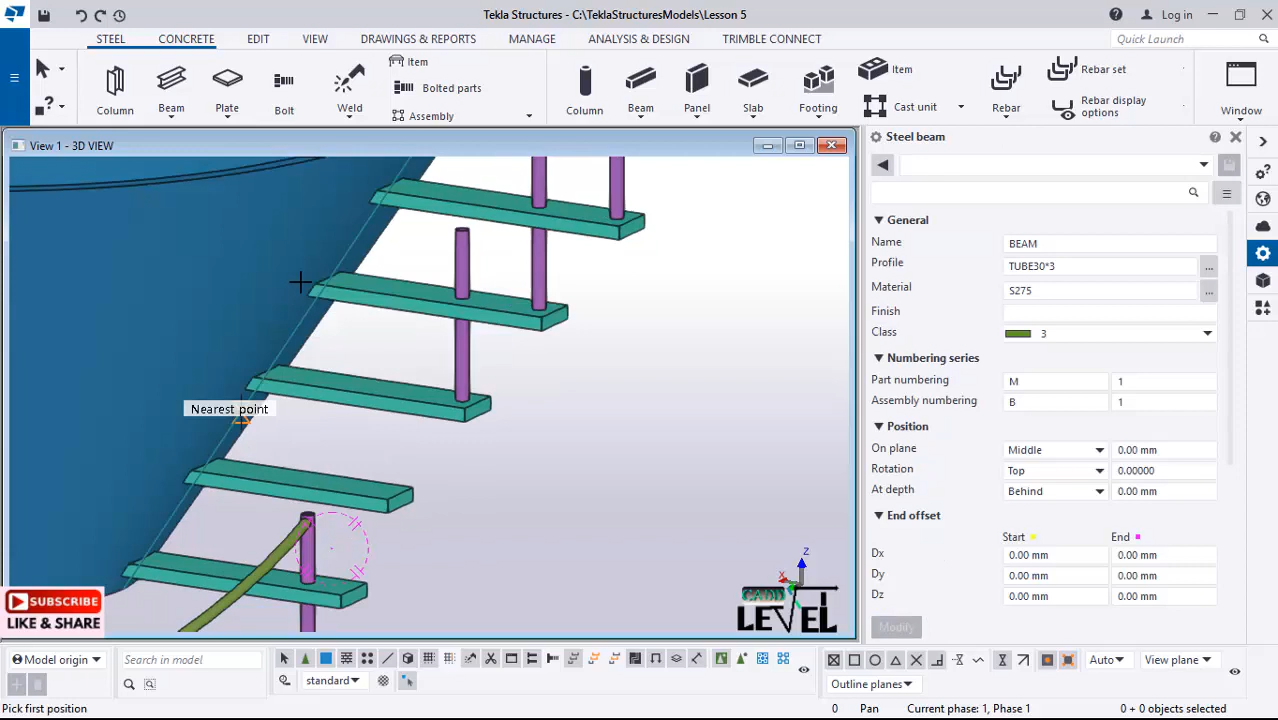 Tekla Structures - C:\TeklaStructuresModels\Lesson 5
Log in
STEEL CONCRETE EDIT VIEW DRAWINGS & REPORTS MANAGE ANALYSIS & DESIGN TRIMBLE CONNECT
Quick Launch
Column Beam Plate Bolt Weld
Item
Bolted parts
Assembly
Column Beam Panel Slab Footing
Item
Cast unit
Rebar
Rebar set
Rebar display options
Window
View 1 - 3D VIEW
Nearest point
Z
X
CADD
LEVEL
SUBSCRIBE
LIKE & SHARE
Steel beam
General
Name BEAM
Profile TUBE30*3 ...
Material S275 ...
Finish
Class 3
Numbering series
Part numbering M 1
Assembly numbering B 1
Position
On plane Middle 0.00 mm
Rotation Top 0.00000
At depth Behind 0.00 mm
End offset
Start End
Dx 0.00 mm 0.00 mm
Dy 0.00 mm 0.00 mm
Dz 0.00 mm 0.00 mm
Modify
Model origin
Search in model
standard
Auto
View plane
Outline planes
Pick first position
0 Pan Current phase: 1, Phase 1 0 + 0 objects selected